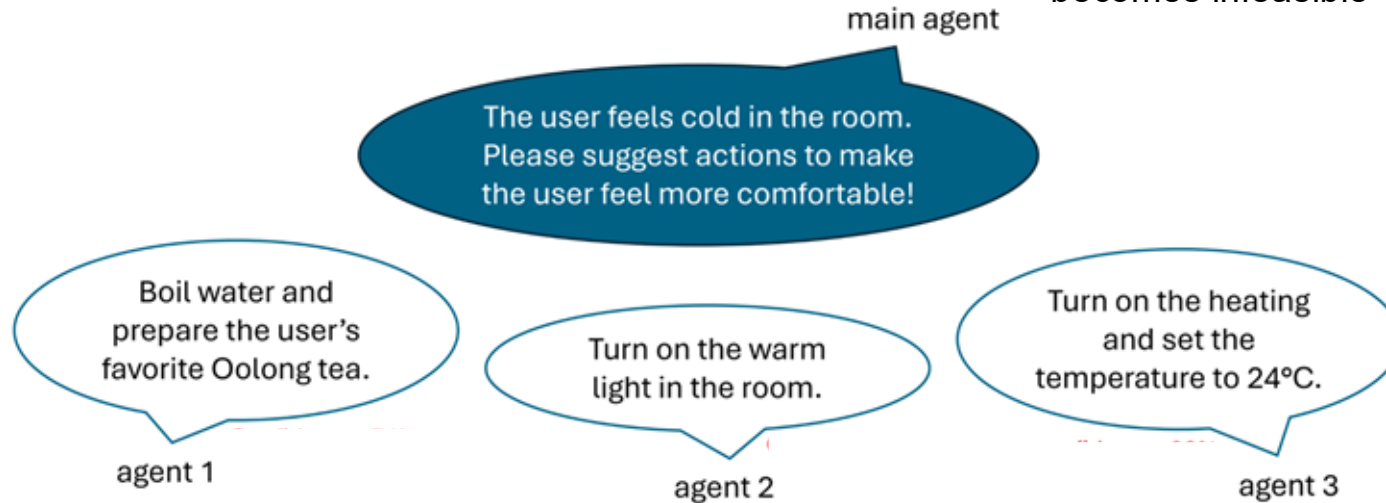 main agent
The user feels cold in the room.
Please suggest actions to make
the user feel more comfortable!
Boil water and
prepare the user’s
favorite Oolong tea.
Turn on the warm
light in the room.
Turn on the heating
and set the
temperature to 24°C.
agent 1
agent 2
agent 3